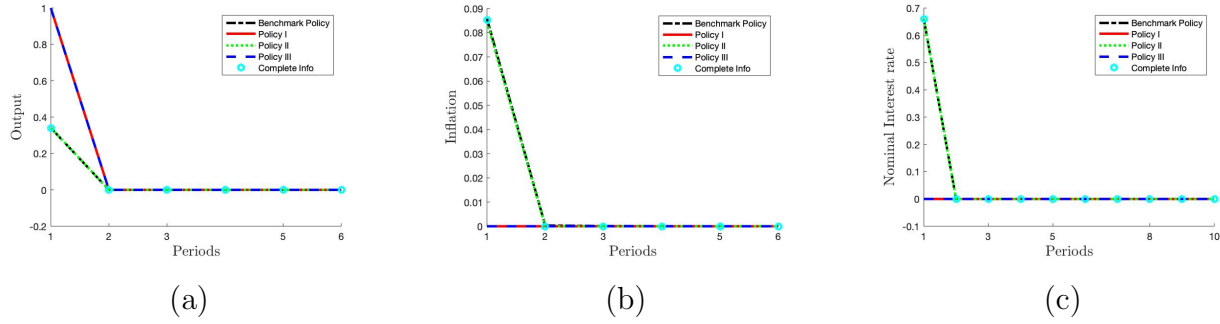 1
0.8
0.6
0.4
0.2
0
-0.2
Output
1 2 3 5 6
Periods
Benchmark Policy
Policy I
Policy II
Policy III
Complete Info
(a)
0.09
0.08
0.07
0.06
0.05
0.04
0.03
0.02
0.01
0
Inflation
1 2 3 5 6
Periods
Benchmark Policy
Policy I
Policy II
Policy III
Complete Info
(b)
0.7
0.6
0.5
0.4
0.3
0.2
0.1
0
-0.1
Nominal Interest rate
1 3 5 8 10
Periods
Benchmark Policy
Policy I
Policy II
Policy III
Complete Info
(c)